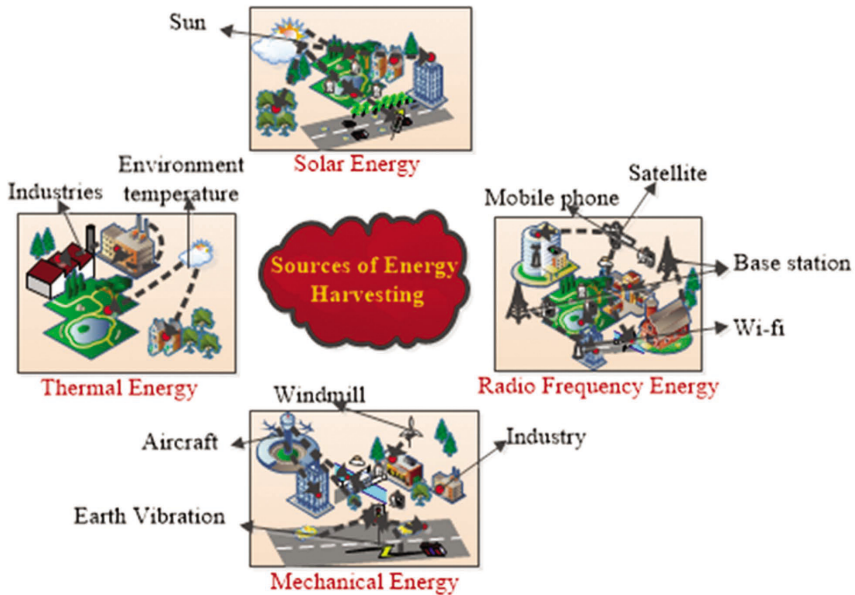 Sun
Solar Energy
Environment
temperature
Industries
Thermal Energy
Sources of Energy
Harvesting
Satellite
Mobile phone
Base station
Wi-fi
Radio Frequency Energy
Windmill
Aircraft
Industry
Earth Vibration
Mechanical Energy